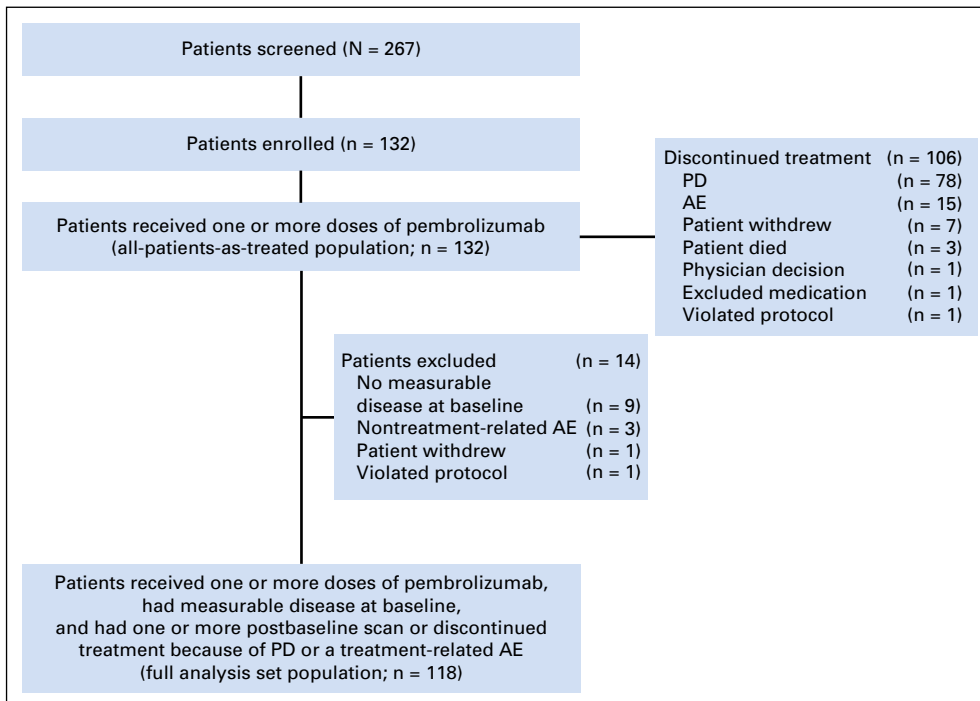 Patients screened (N = 267)
Patients enrolled (n = 132)
Patients received one or more doses of pembrolizumab
(all-patients-as-treated population; n = 132)
Discontinued treatment (n = 106)
PD (n = 78)
AE (n = 15)
Patient withdrew (n = 7)
Patient died (n = 3)
Physician decision (n = 1)
Excluded medication (n = 1)
Violated protocol (n = 1)
Patients excluded (n = 14)
No measurable
disease at baseline (n = 9)
Nontreatment-related AE (n = 3)
Patient withdrew (n = 1)
Violated protocol (n = 1)
Patients received one or more doses of pembrolizumab,
had measurable disease at baseline,
and had one or more postbaseline scan or discontinued
treatment because of PD or a treatment-related AE
(full analysis set population; n = 118)